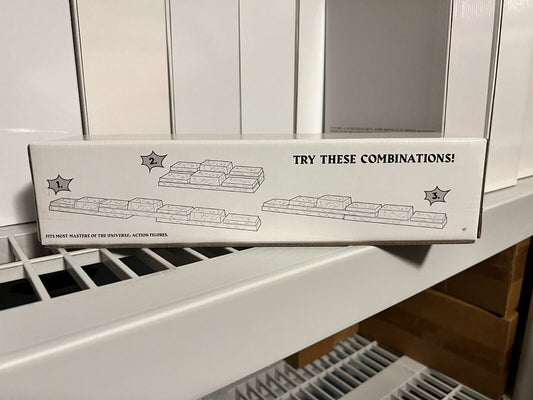 TRY THESE COMBINATIONS!
2.
1.
3.
FITS MOST MASTERS OF THE UNIVERSE® ACTION FIGURES.